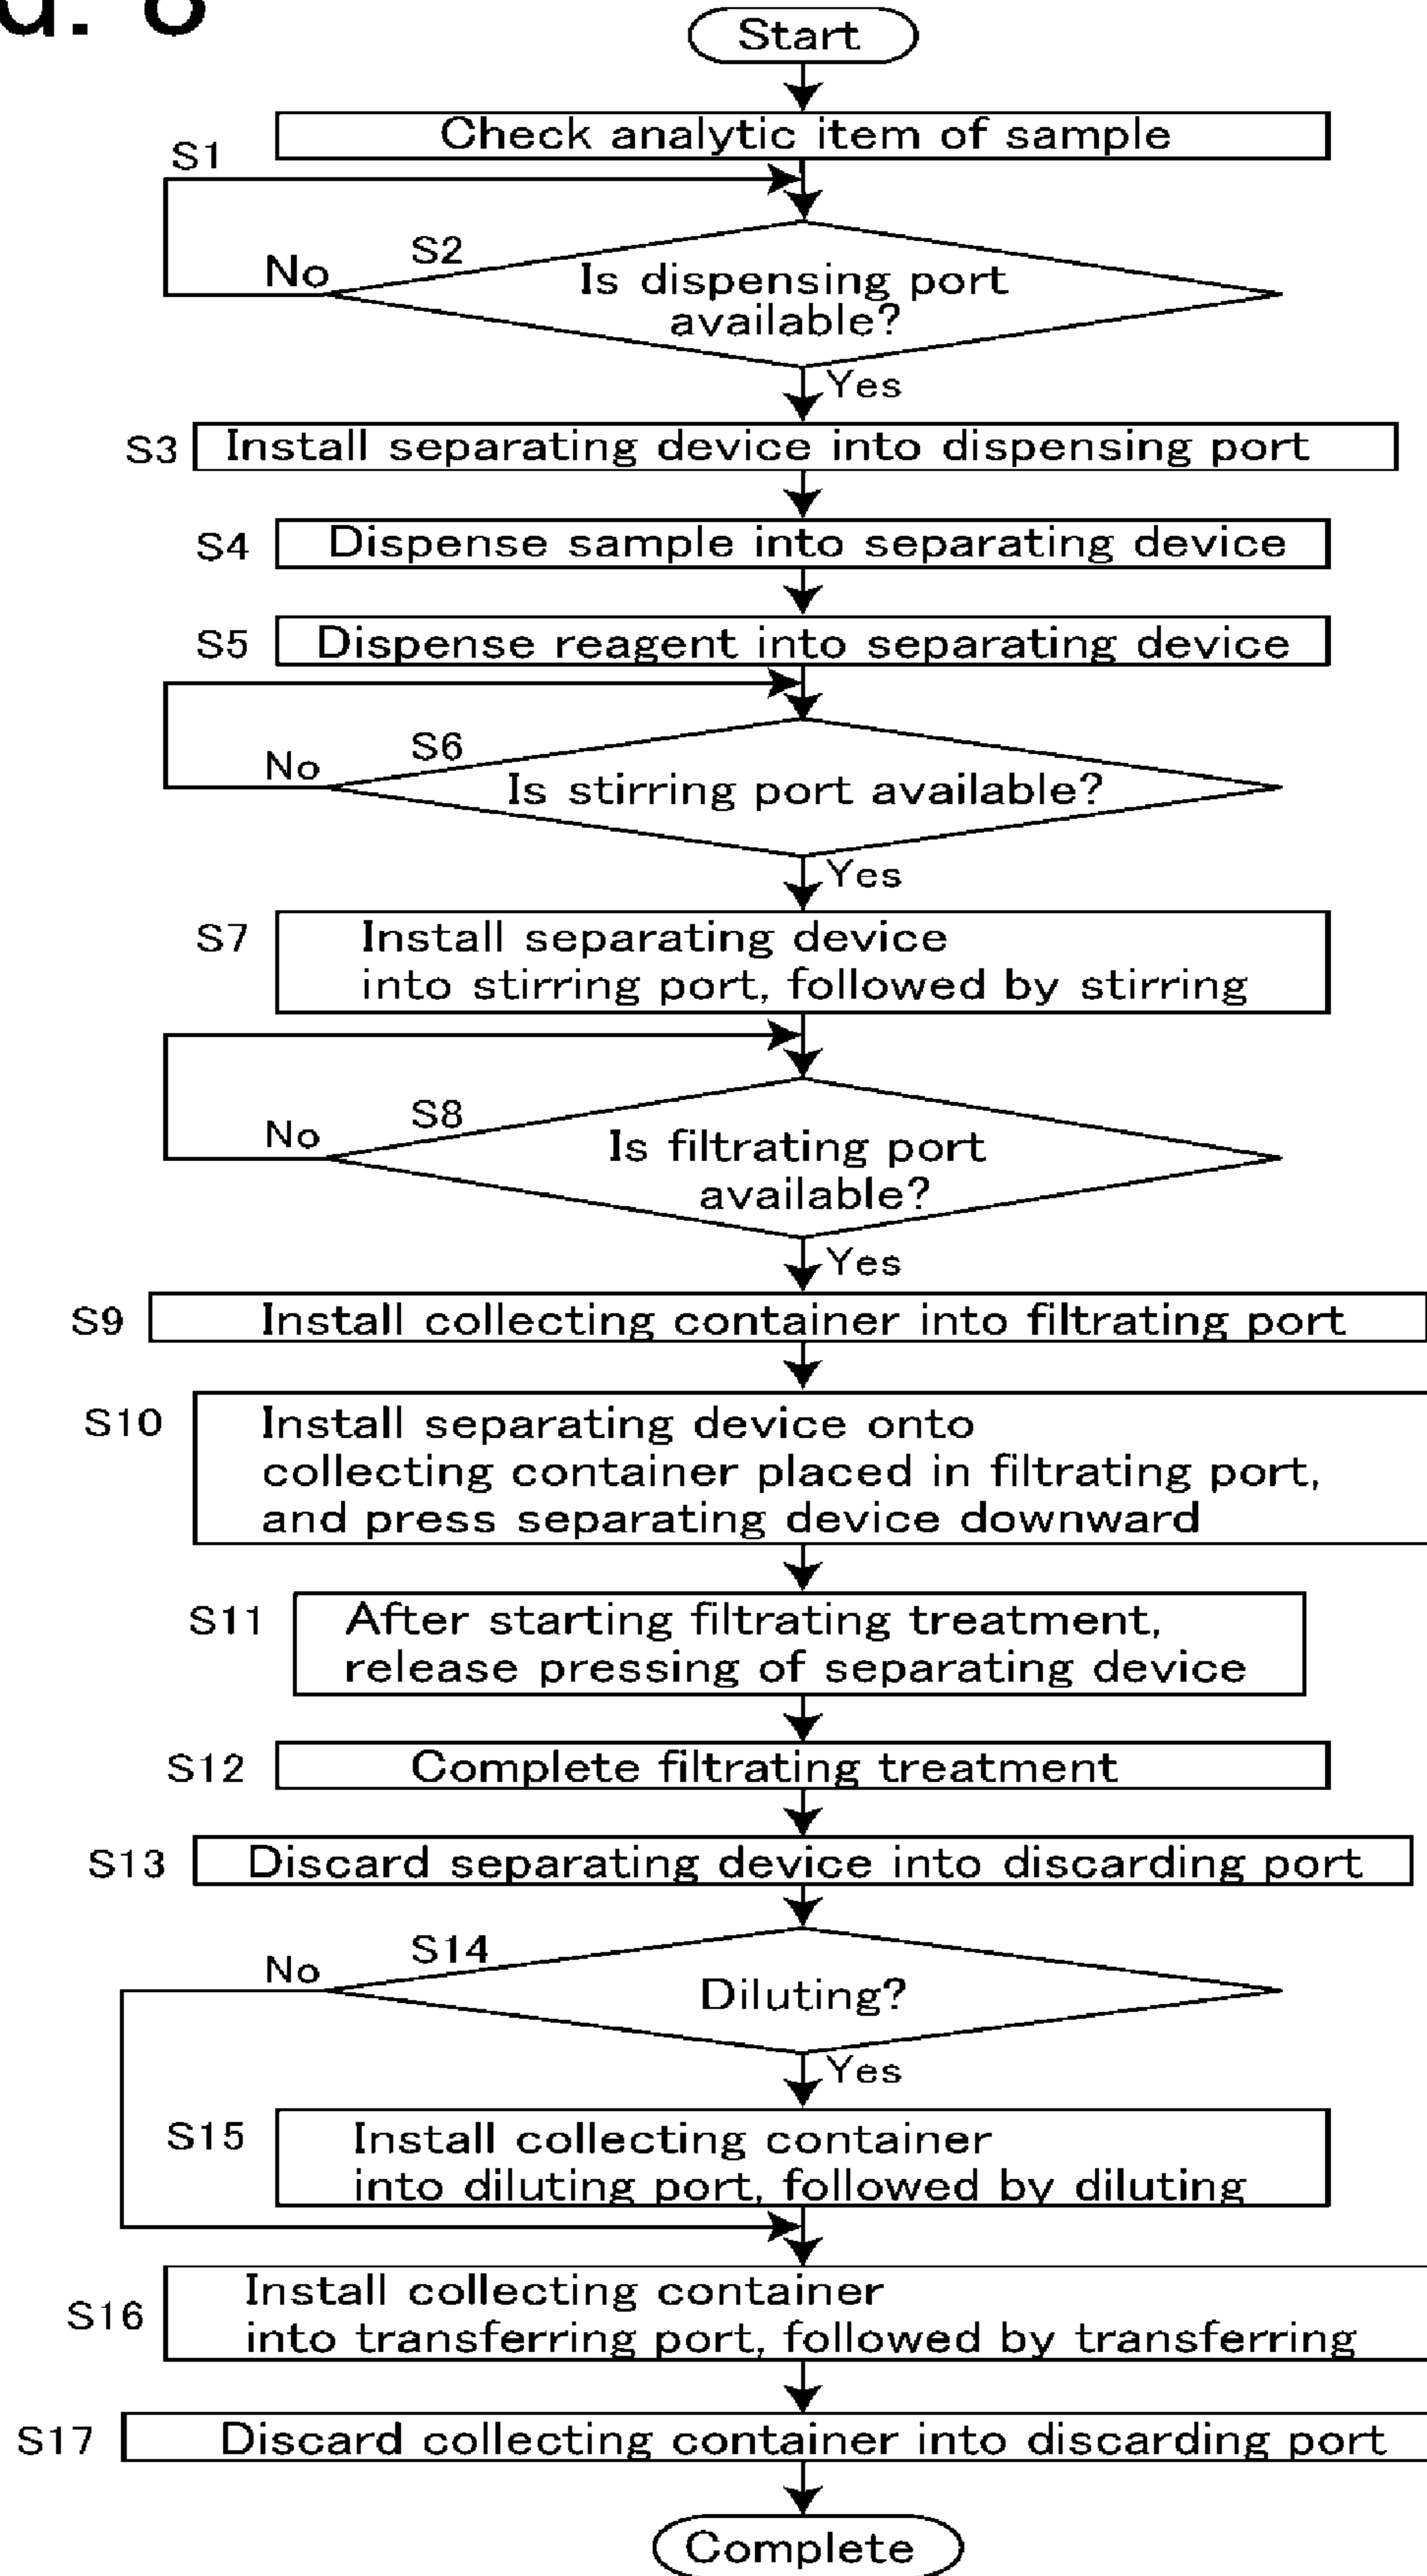 Start
S1
Check analytic item of sample
S2
No
Is dispensing port
available?
Yes
S3
Install separating device into dispensing port
S4
Dispense sample into separating device
S5
Dispense reagent into separating device
S6
No
Is stirring port available?
Yes
S7
Install separating device
into stirring port, followed by stirring
S8
No
Is filtrating port
available?
Yes
S9
Install collecting container into filtrating port
S10
Install separating device onto
collecting container placed in filtrating port,
and press separating device downward
S11
After starting filtrating treatment,
release pressing of separating device
S12
Complete filtrating treatment
S13
Discard separating device into discarding port
S14
No
Diluting?
Yes
S15
Install collecting container
into diluting port, followed by diluting
S16
Install collecting container
into transferring port, followed by transferring
S17
Discard collecting container into discarding port
Complete